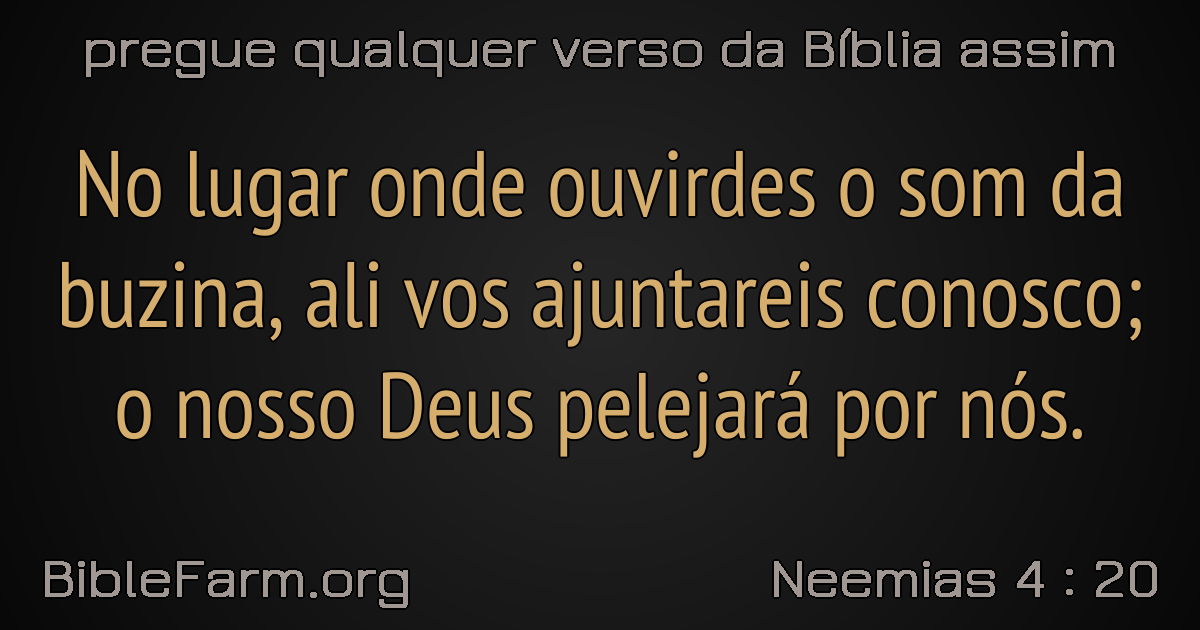 pregue qualquer verso da Bíblia assim
No lugar onde ouvirdes o som da
buzina, ali vos ajuntareis conosco;
o nosso Deus pelejará por nós.
BibleFarm.org
Neemias 4 : 20